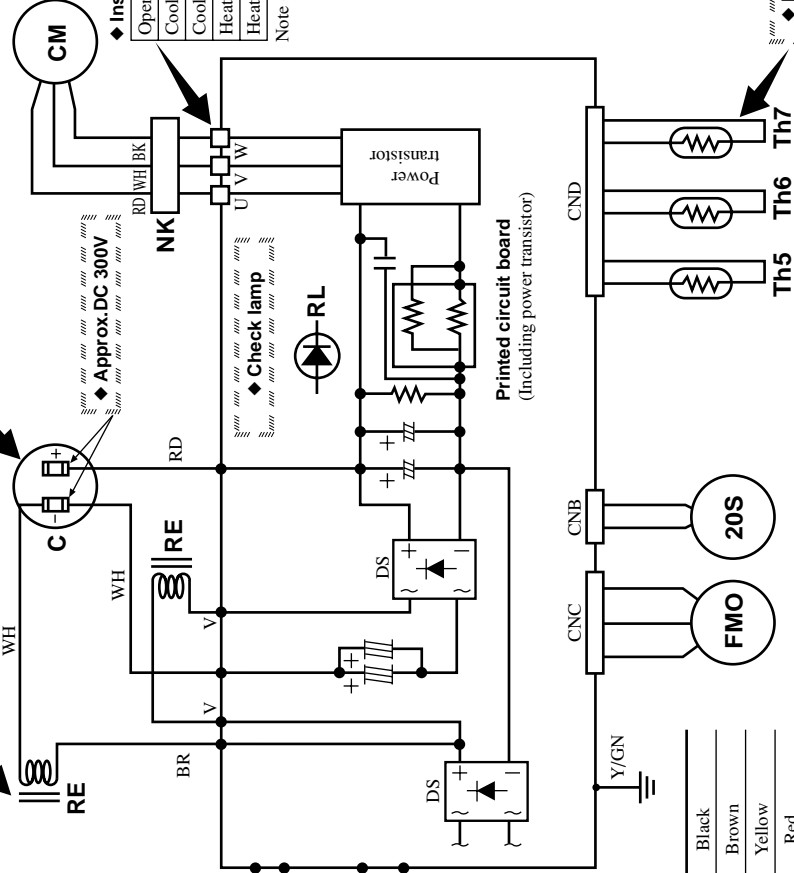 CM
◆ Ins
Oper
Cool
Cool
Heat
Heat
Note
RD
WH
BK
NK
U
V
W
Power
transistor
◆ Approx.DC 300V
◆ Check lamp
RL
Printed circuit board
(Including power transistor)
+
−
C
WH
RD
WH
RE
RE
V
V
BR
DS
+
−
~
~
DS
+
−
~
~
+
+
+
+
CND
Th7
Th6
Th5
CNB
20S
CNC
FMO
Y/GN
Black
Brown
Yellow
Red